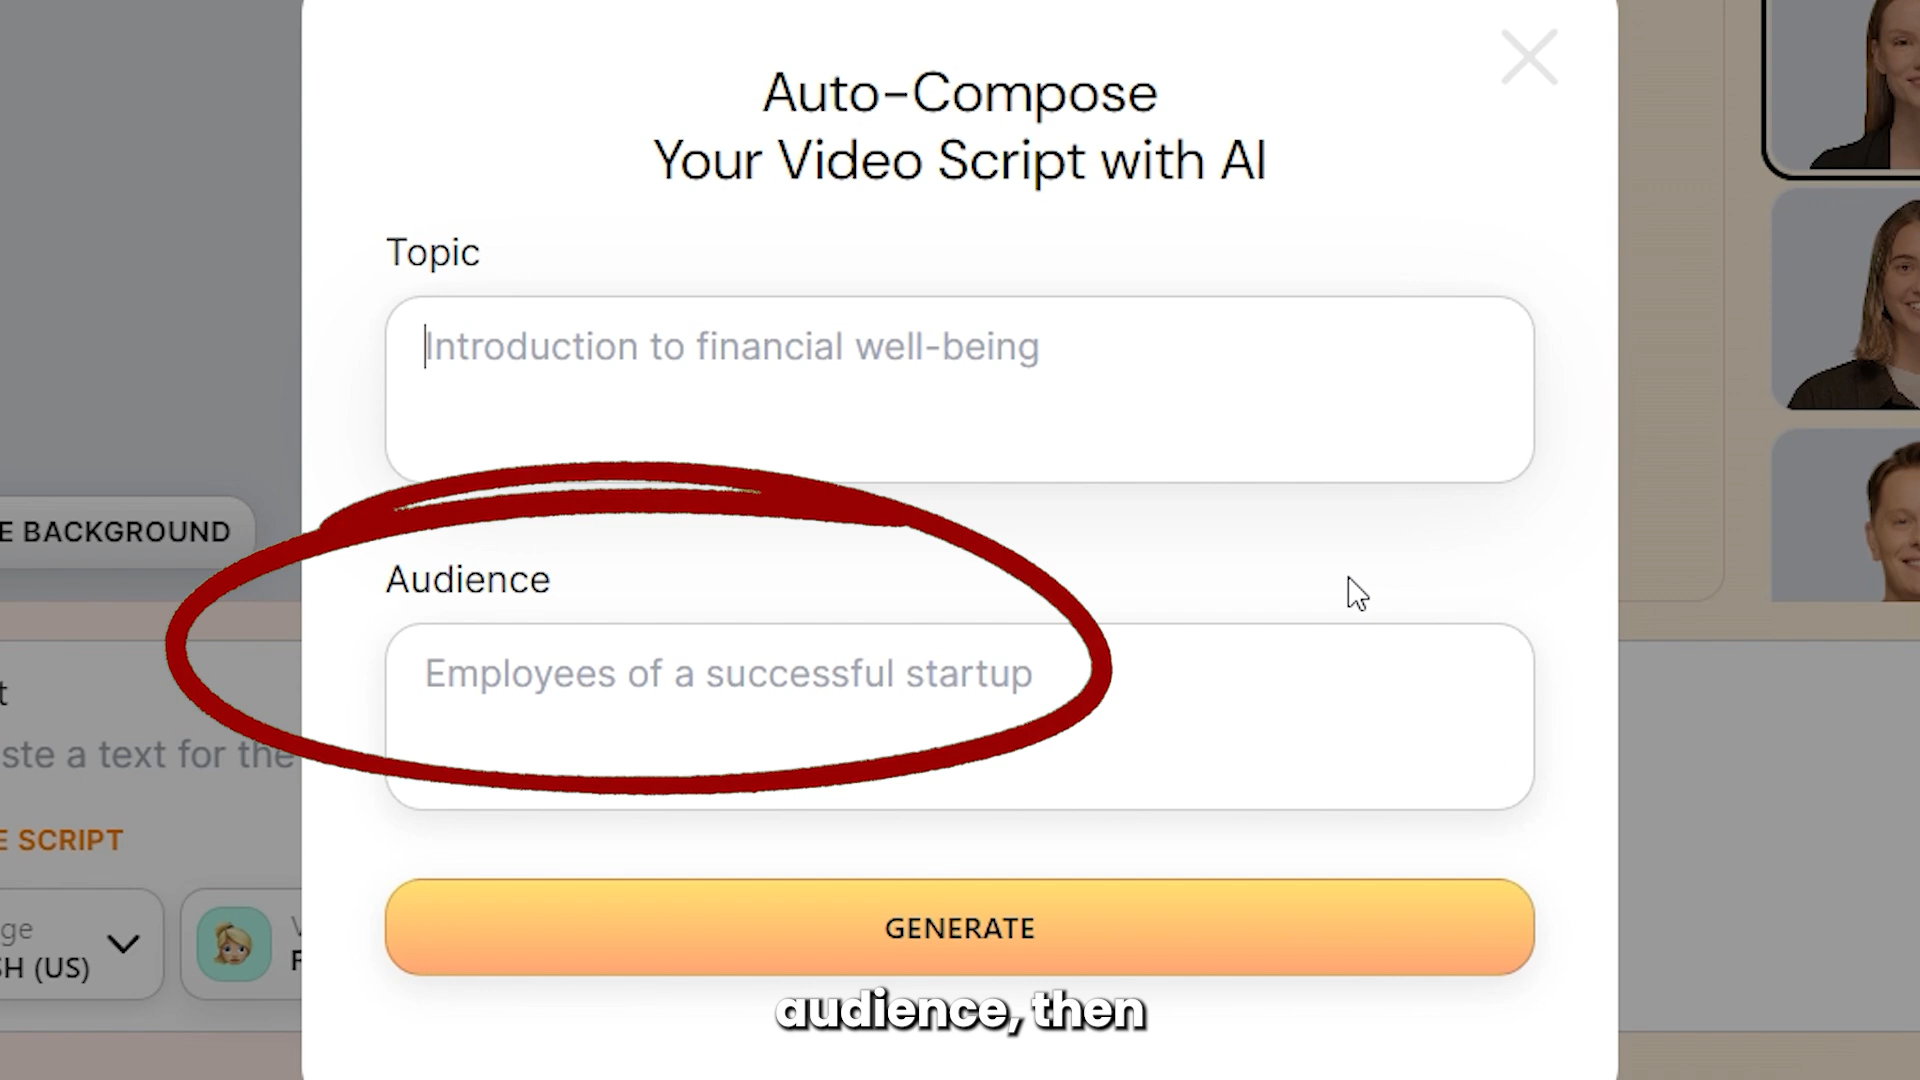 Auto-Compose
Your Video Script with AI
Topic
Introduction to financial well-being
E BACKGROUND
Audience
Employees of a successful startup
t
ste a text for the
E SCRIPT
ge
SH (US)
V
F
GENERATE
audience, then